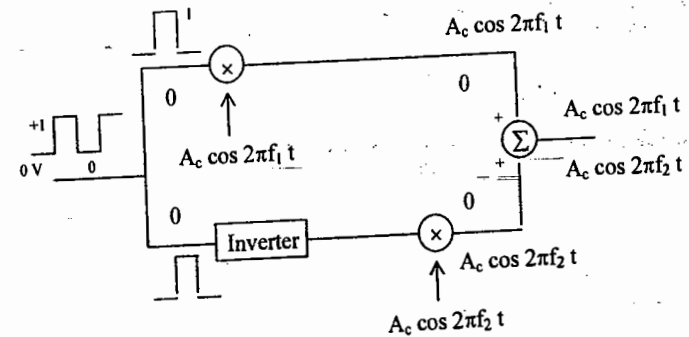 1
A_c cos 2πf_1 t
0
0
×
+1
A_c cos 2πf_1 t
+
Σ
0 V
0
A_c cos 2πf_1 t
+
A_c cos 2πf_2 t
0
0
Inverter
×
A_c cos 2πf_2 t
A_c cos 2πf_2 t